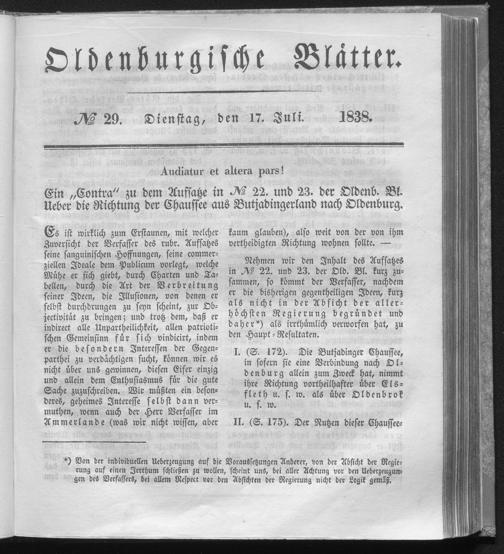 Oldenburgische Blätter.
№ 29. Dienstag, den 17. Juli. 1838.
Audiatur et altera pars!
Ein „Contra“ zu dem Aufsatze in № 22. und 23. der Oldenb. Bl.
Ueber die Richtung der Chaussee aus Butjadingerland nach Oldenburg.
Es ist wirklich zum Erstaunen, mit welcher
Zuversicht der Verfasser des rubr. Aufsatzes
seine sanguinischen Hoffnungen, seine commer-
ziellen Ideale dem Publicum vorlegt, welche
Mühe er sich giebt, durch Charten und Ta-
bellen, durch die Art der Verbreitung
seiner Ideen, die Illusionen, von denen er
selbst durchdrungen zu seyn scheint, zur Ob-
jectivität zu bringen; und trotz dem, daß er
indirect alle Unpartheilichkeit, allen patrioti-
schen Gemeinsinn für sich vindicirt, indem
er die besondern Interessen der Gegen-
parthei zu verdächtigen sucht, können wir es
nicht über uns gewinnen, diesen Eifer einzig
und allein dem Enthusiasmus für die gute
Sache zuzuschreiben. Wir müßten ein beson-
deres, geheimes Interesse selbst dann ver-
muthen, wenn auch der Herr Verfasser im
Ammerlande (was wir nicht wissen, aber
kaum glauben), also weit von der von ihm
vertheidigten Richtung wohnen sollte. —
Nehmen wir den Inhalt des Aufsatzes
in № 22. und 23. der Old. Bl. kurz zu-
sammen, so kömmt der Verfasser, nachdem
er die bisherigen gegentheiligen Ideen, kurz
als nicht in der Absicht der aller-
höchsten Regierung begründet und
daher*) als irrthümlich verworfen hat, zu
den Haupt-Resultaten.
I. (S. 172). Die Butjadinger Chaussee,
in sofern sie eine Verbindung nach Ol-
denburg allein zum Zweck hat, nimmt
ihre Richtung vortheilhafter über Els-
fleth u. s. w. als über Oldenbrok
u. s. w.
II. (S. 175). Der Nutzen dieser Chaussee-
*) Von der individuellen Ueberzeugung auf die Voraussetzungen Anderer, von der Absicht der Regie-
rung auf einen Irrthum schließen zu wollen, scheint uns, bei aller Achtung vor den Ueberzeugun-
gen des Verfassers, bei allem Respect vor den Absichten der Regierung nicht der Logik gemäß.